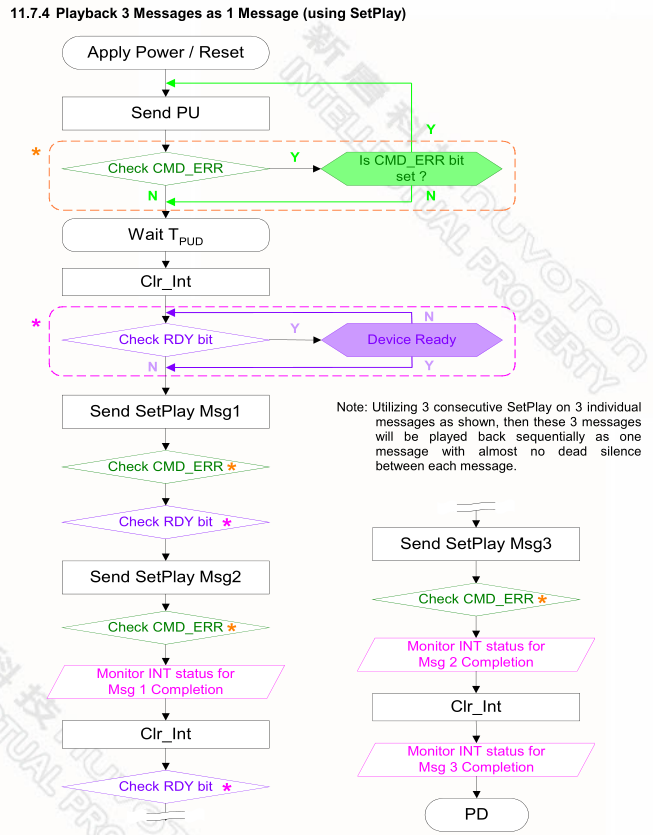 11.7.4 Playback 3 Messages as 1 Message (using SetPlay)
Apply Power / Reset
Send PU
Y
*
Check CMD_ERR
Y
Is CMD_ERR bit
set ?
N
N
Wait TPUD
Clr_Int
*
N
Check RDY bit
Y
Device Ready
N
Y
Send SetPlay Msg1
Check CMD_ERR *
Check RDY bit *
Send SetPlay Msg2
Check CMD_ERR *
Monitor INT status for
Msg 1 Completion
Clr_Int
Check RDY bit *
Note: Utilizing 3 consecutive SetPlay on 3 individual
messages as shown, then these 3 messages
will be played back sequentially as one
message with almost no dead silence
between each message.
Send SetPlay Msg3
Check CMD_ERR *
Monitor INT status for
Msg 2 Completion
Clr_Int
Monitor INT status for
Msg 3 Completion
PD
新唐科技 nuvoTon
INTELLECTUAL PROPERTY